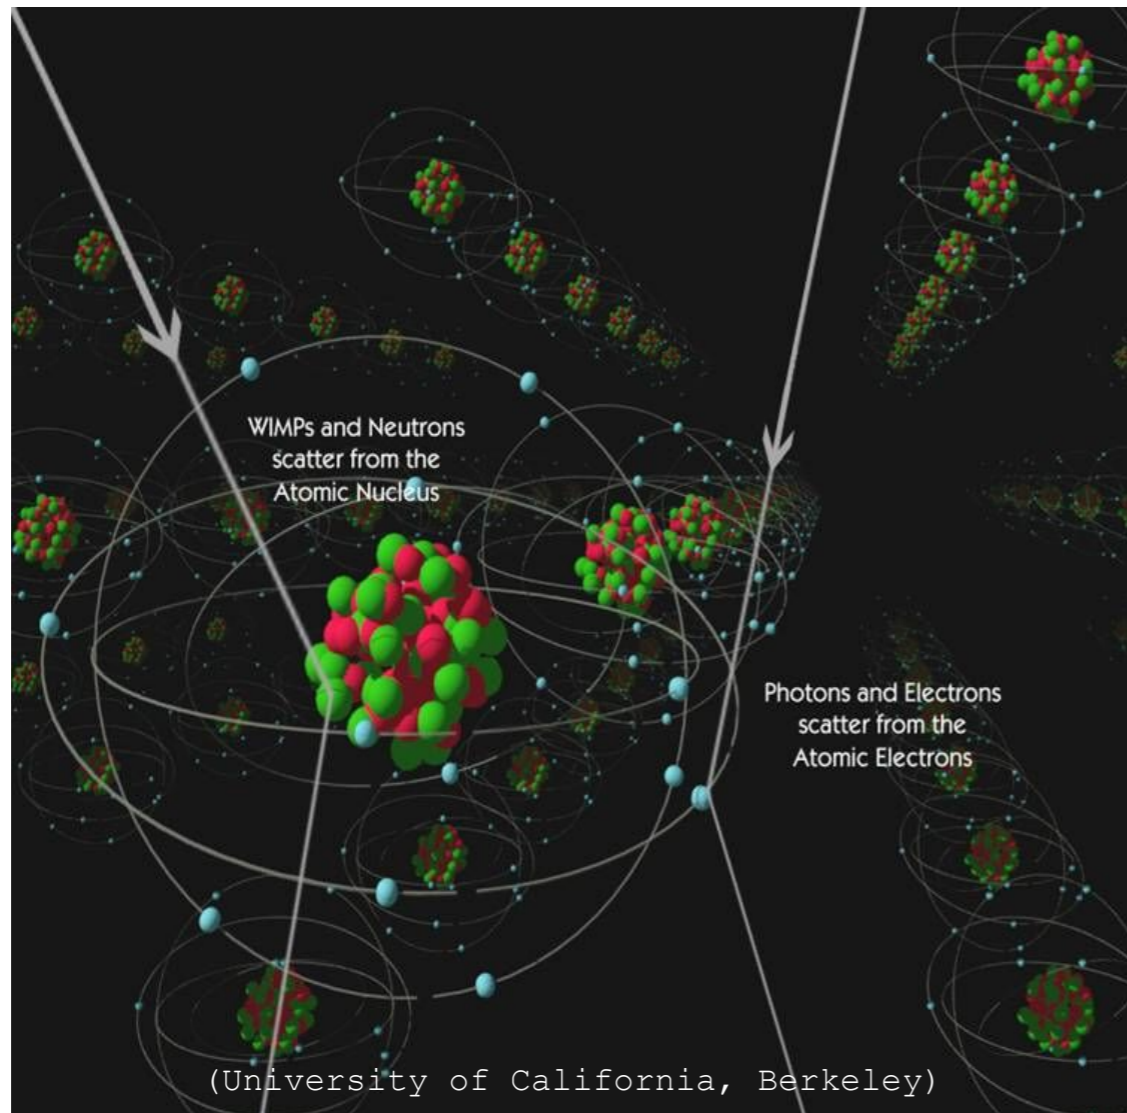 WIMPs and Neutrons
scatter from the
Atomic Nucleus
Photons and Electrons
scatter from the
Atomic Electrons
(University of California, Berkeley)